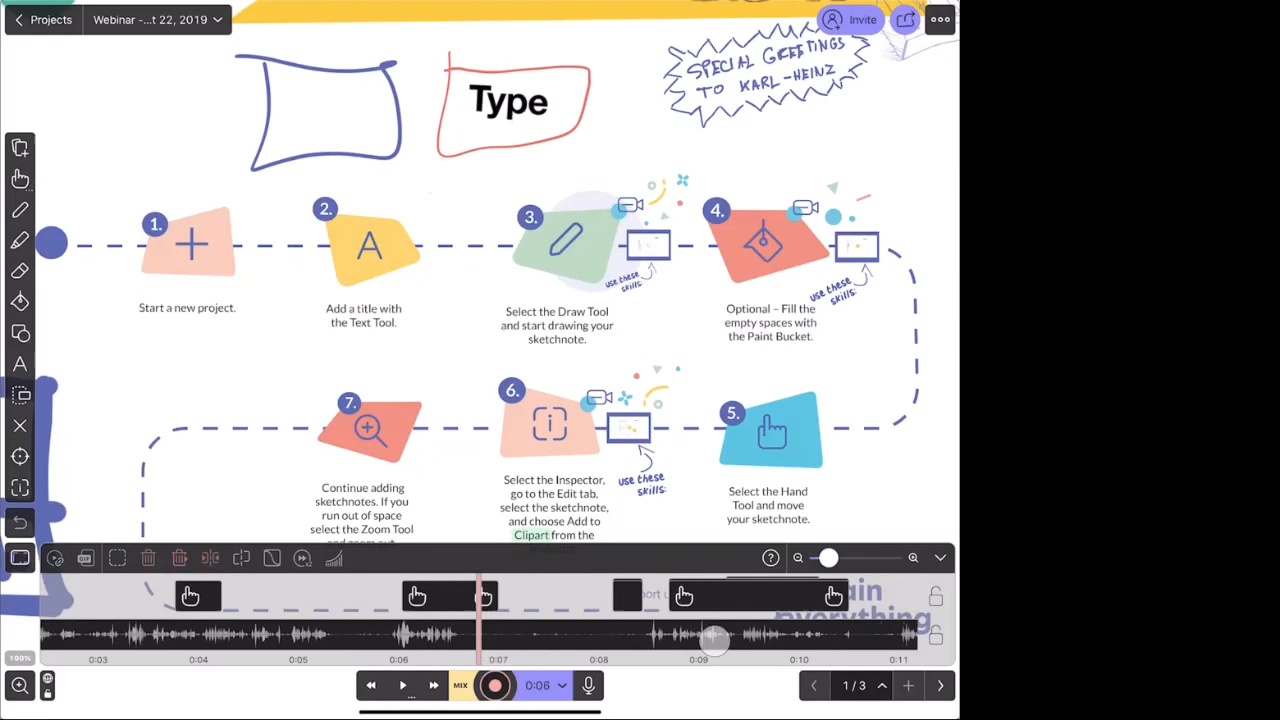 Projects
Webinar -...t 22, 2019
Invite
SPECIAL GREETINGS
TO KARL-HEINZ
Type
1.
2.
3.
4.
A
use these
skills:
use these
skills:
Start a new project.
Add a title with
the Text Tool.
Select the Draw Tool
and start drawing your
sketchnote.
Optional – Fill the
empty spaces with
the Paint Bucket.
7.
6.
5.
Continue adding
sketchnotes. If you
run out of space
select the Zoom Tool
and zoom out.
Select the Inspector,
go to the Edit tab,
select the sketchnote,
and choose Add to
Clipart from the
use these
skills:
Select the Hand
Tool and move
your sketchnote.
A
GIF
?
everything
0:03
0:04
0:05
0:06
0:07
0:08
0:09
0:10
0:11
100%
MIX
0:06
1 / 3